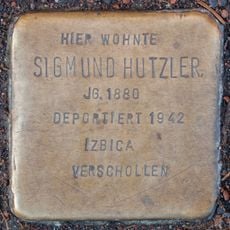 HIER WOHNTE
SIGMUND HUTZLER
JG. 1880
DEPORTIERT 1942
IZBICA
VERSCHOLLEN